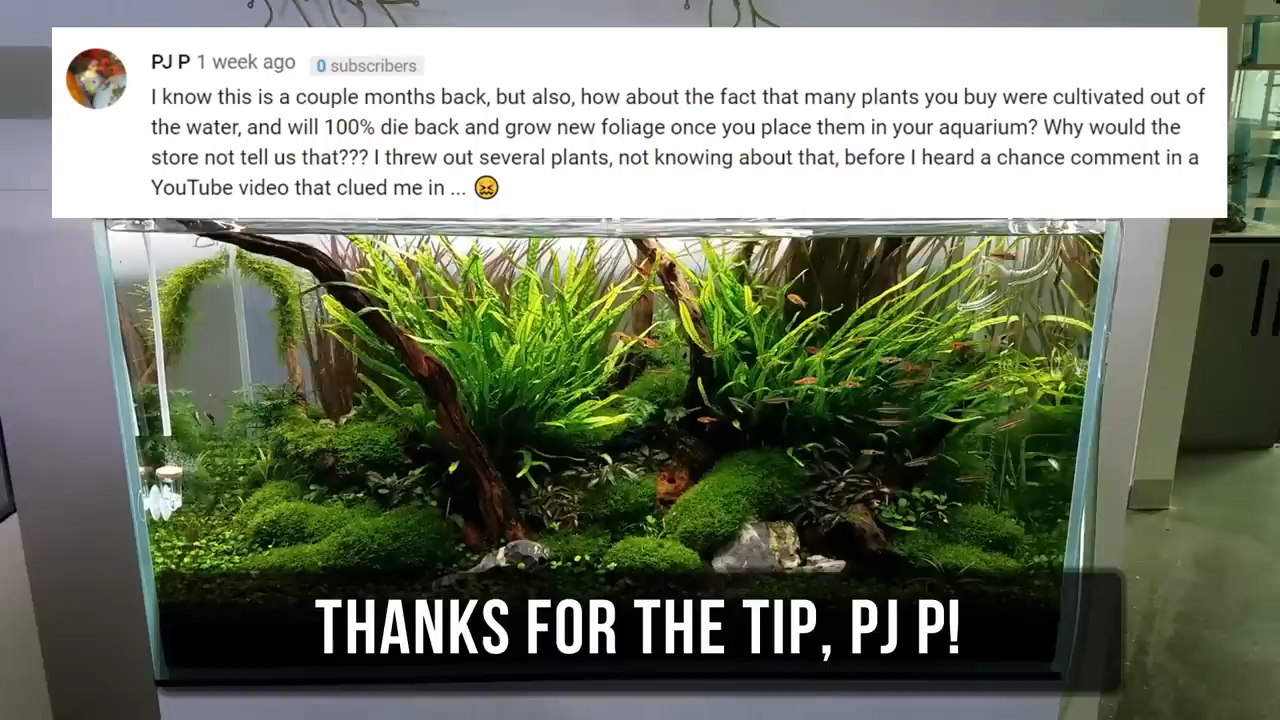 PJ P 1 week ago 0 subscribers
I know this is a couple months back, but also, how about the fact that many plants you buy were cultivated out of
the water, and will 100% die back and grow new foliage once you place them in your aquarium? Why would the
store not tell us that??? I threw out several plants, not knowing about that, before I heard a chance comment in a
YouTube video that clued me in ... 😖
THANKS FOR THE TIP, PJ P!